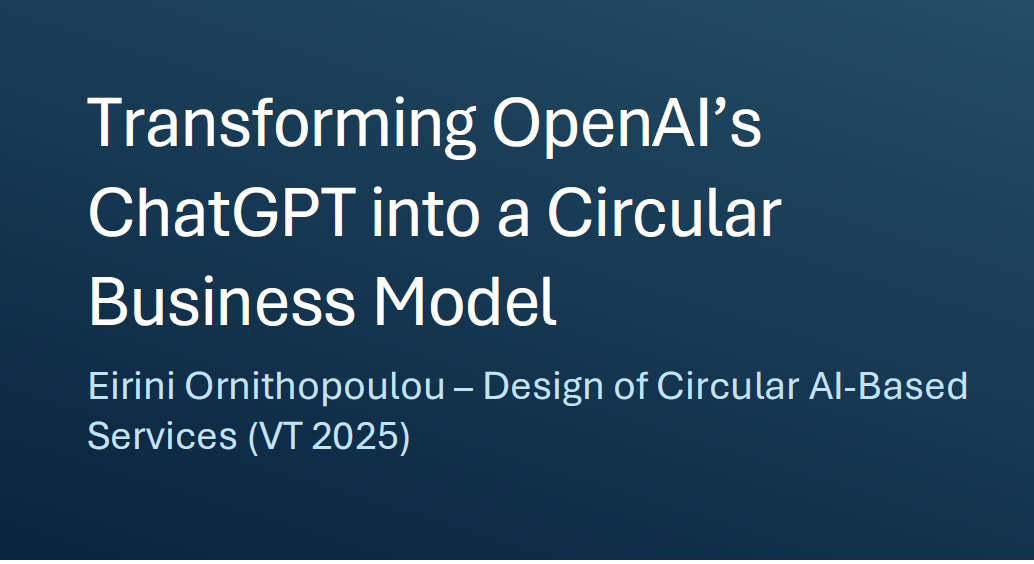 Transforming OpenAI’s
ChatGPT into a Circular
Business Model
Eirini Ornithopoulou – Design of Circular AI-Based
Services (VT 2025)